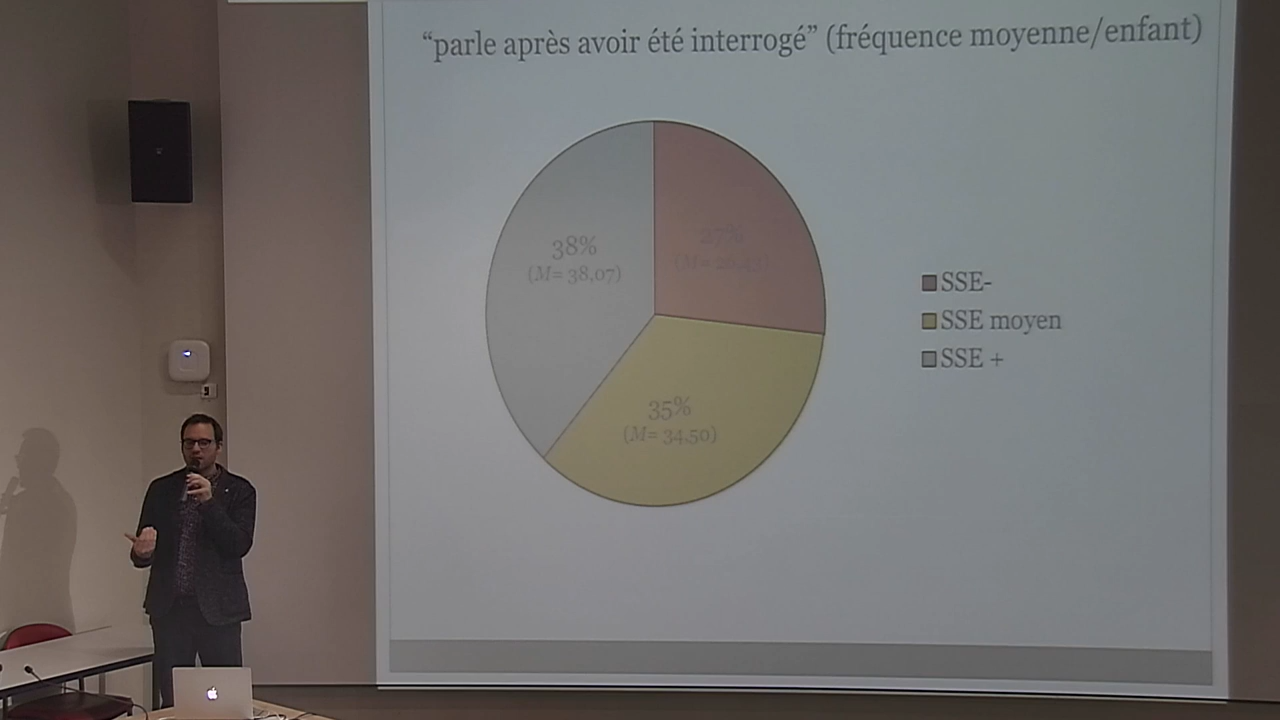 “parle après avoir été interrogé” (fréquence moyenne/enfant)
38%
(M= 38,07)
27%
35%
(M= 34,50)
SSE-
SSE moyen
SSE +